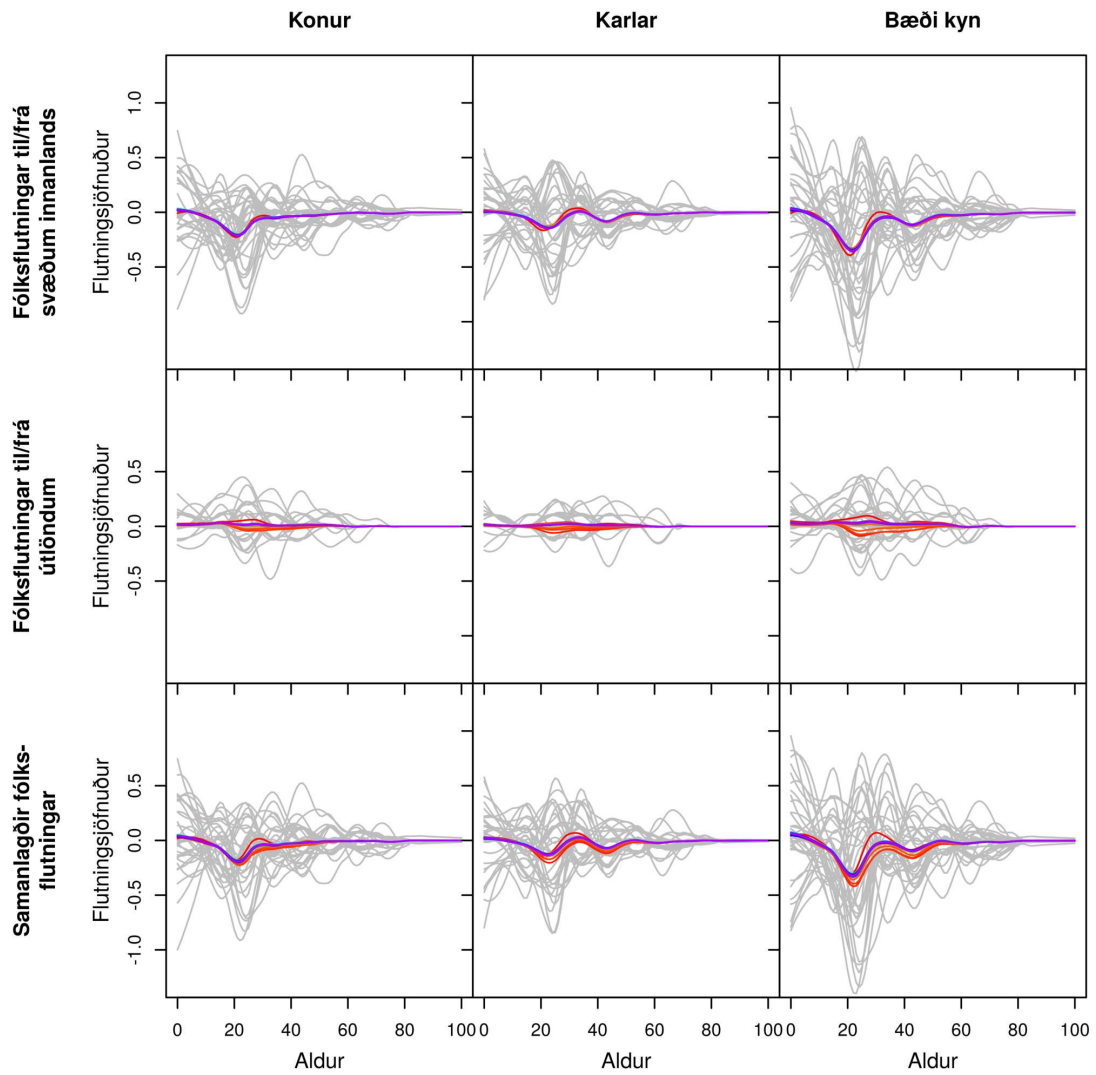 Konur Karlar Bæði kyn
Fólksflutningar til/frá
svæðum innanlands
Flutningsjöfnuður
1.0
0.5
0.0
-0.5
Fólksflutningar til/frá
útlöndum
Flutningsjöfnuður
0.5
0.0
-0.5
Samanlagðir fólks-
flutningar
Flutningsjöfnuður
0.5
0.0
-0.5
-1.0
0 20 40 60 80 100 0 20 40 60 80 100 0 20 40 60 80 100
Aldur Aldur Aldur